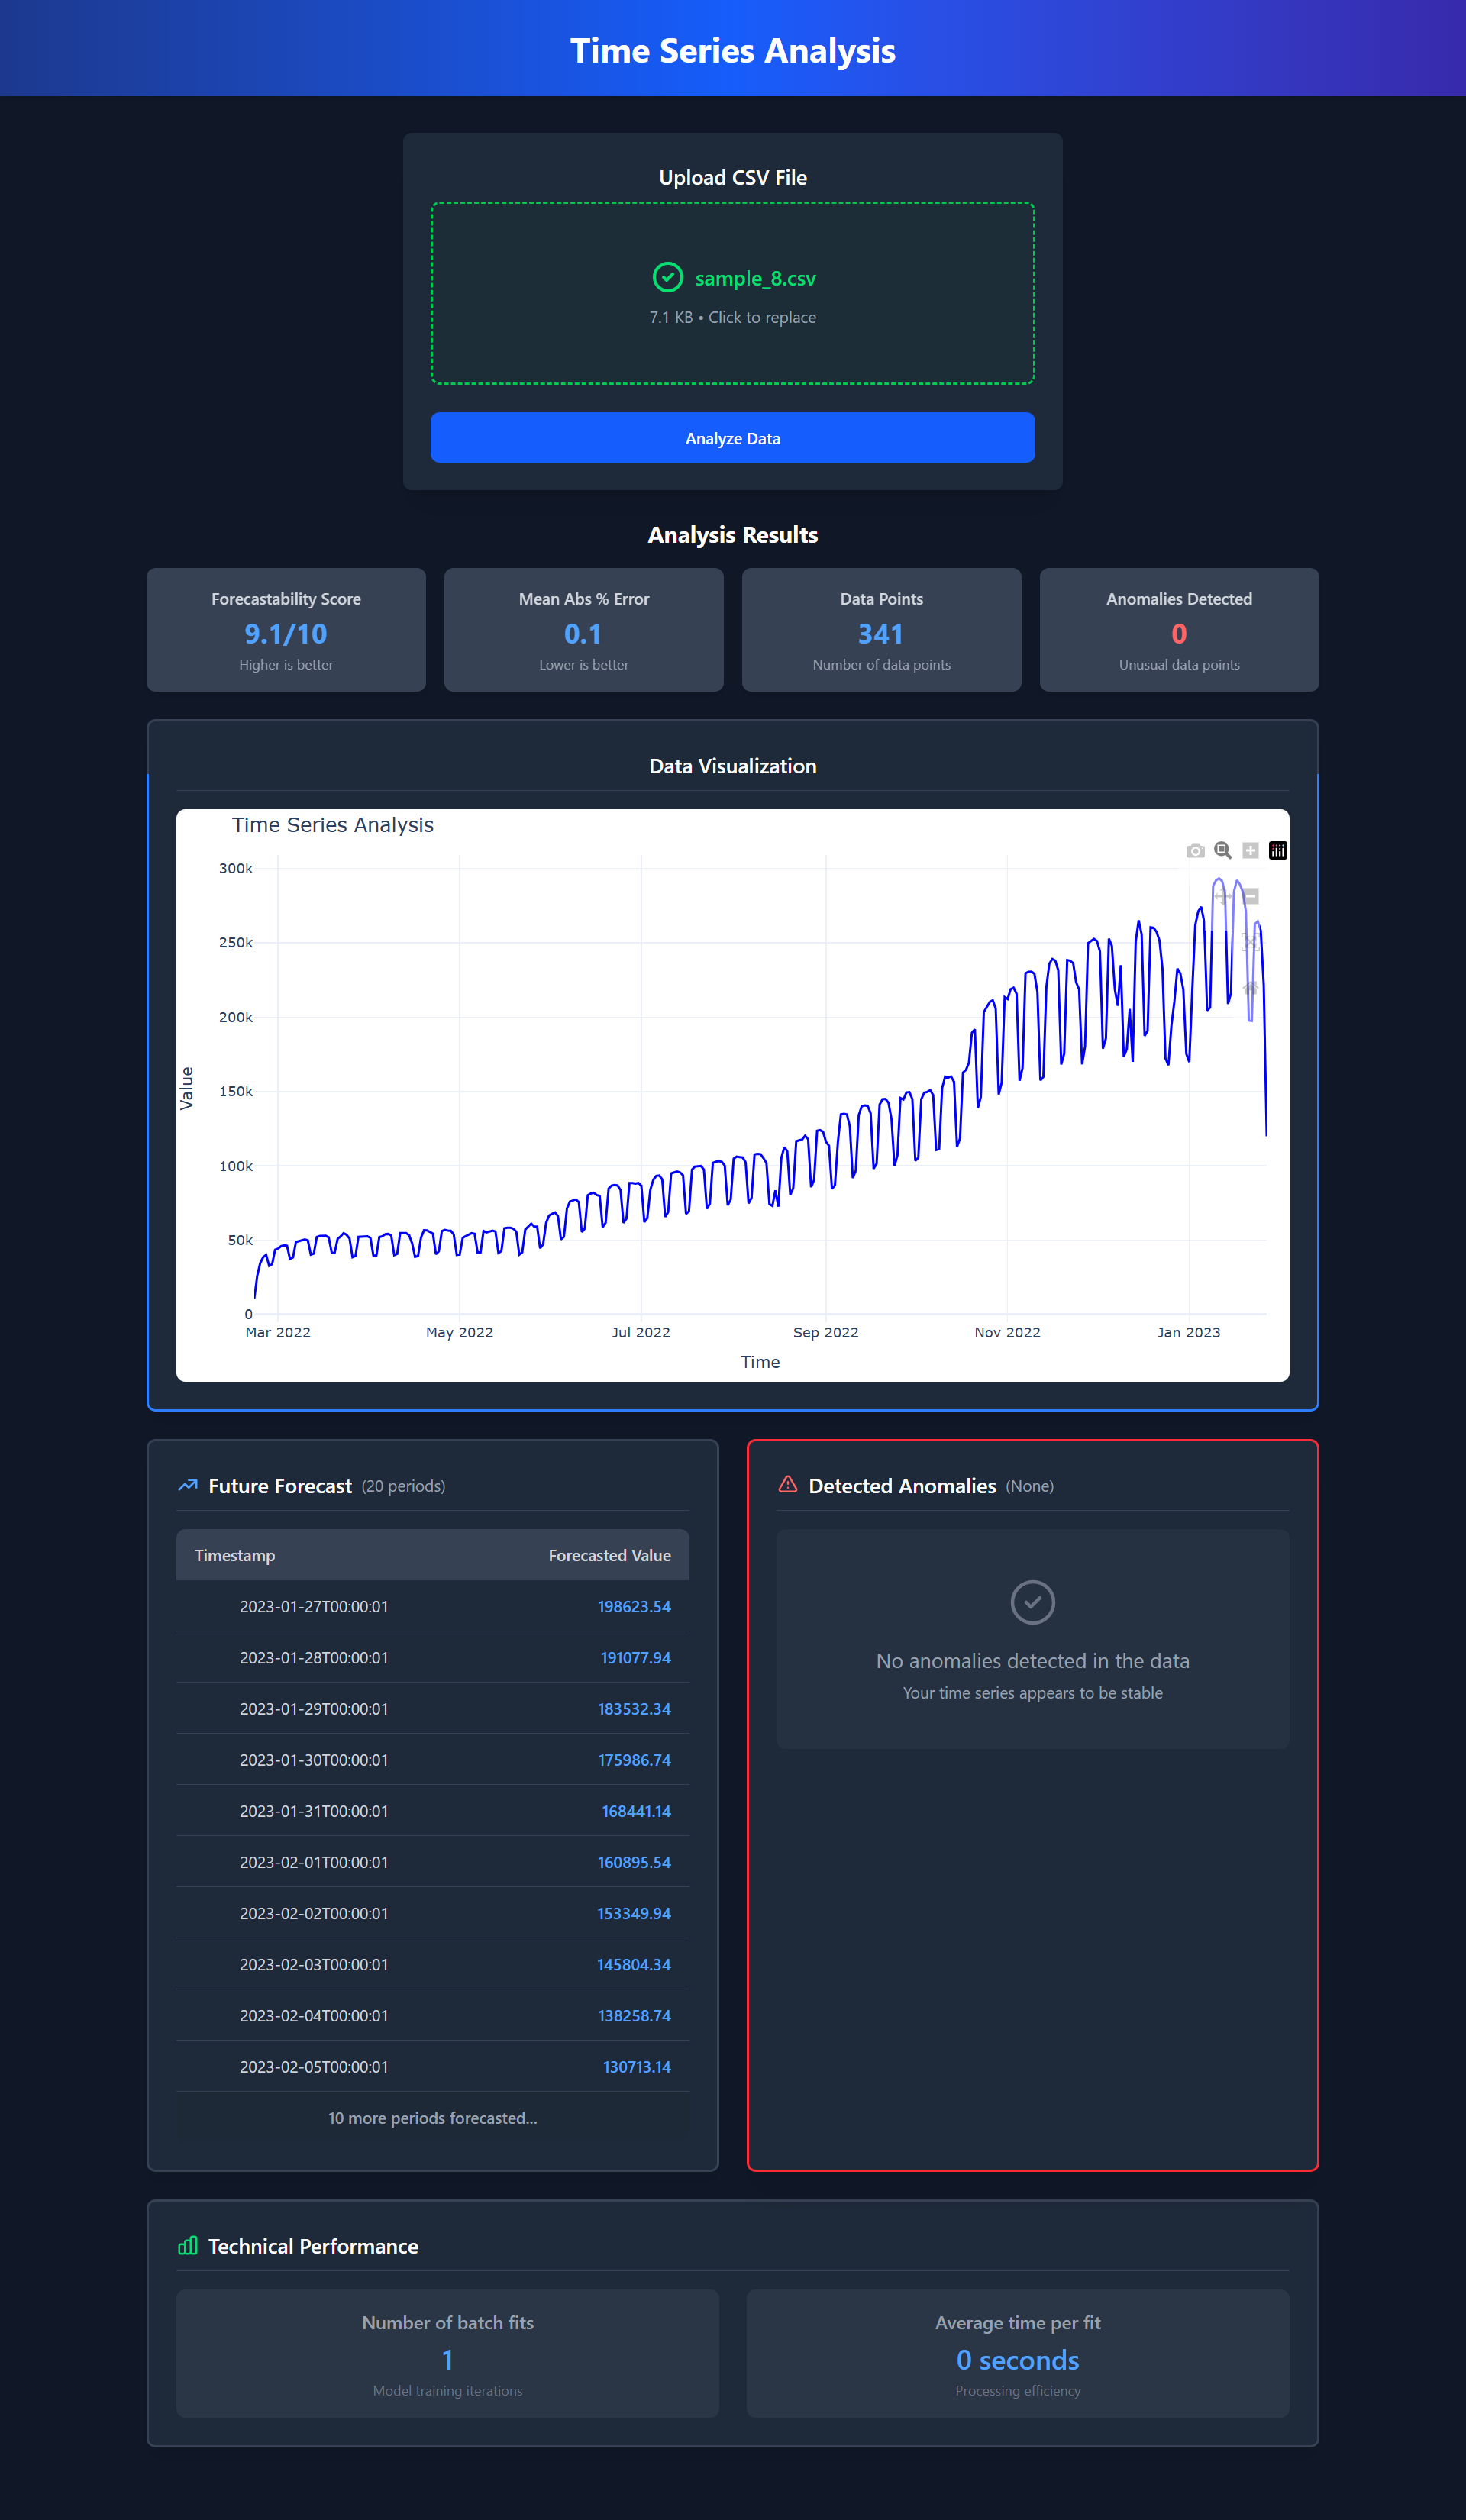 Time Series Analysis
Upload CSV File
sample_8.csv
7.1 KB • Click to replace
Analyze Data
Analysis Results
Forecastability Score
9.1/10
Higher is better
Mean Abs % Error
0.1
Lower is better
Data Points
341
Number of data points
Anomalies Detected
0
Unusual data points
Data Visualization
Time Series Analysis
300k
250k
200k
150k
100k
50k
0
Value
Mar 2022
May 2022
Jul 2022
Sep 2022
Nov 2022
Jan 2023
Time
Future Forecast (20 periods)
Timestamp Forecasted Value
2023-01-27T00:00:01 198623.54
2023-01-28T00:00:01 191077.94
2023-01-29T00:00:01 183532.34
2023-01-30T00:00:01 175986.74
2023-01-31T00:00:01 168441.14
2023-02-01T00:00:01 160895.54
2023-02-02T00:00:01 153349.94
2023-02-03T00:00:01 145804.34
2023-02-04T00:00:01 138258.74
2023-02-05T00:00:01 130713.14
10 more periods forecasted...
Detected Anomalies (None)
No anomalies detected in the data
Your time series appears to be stable
Technical Performance
Number of batch fits
1
Model training iterations
Average time per fit
0 seconds
Processing efficiency